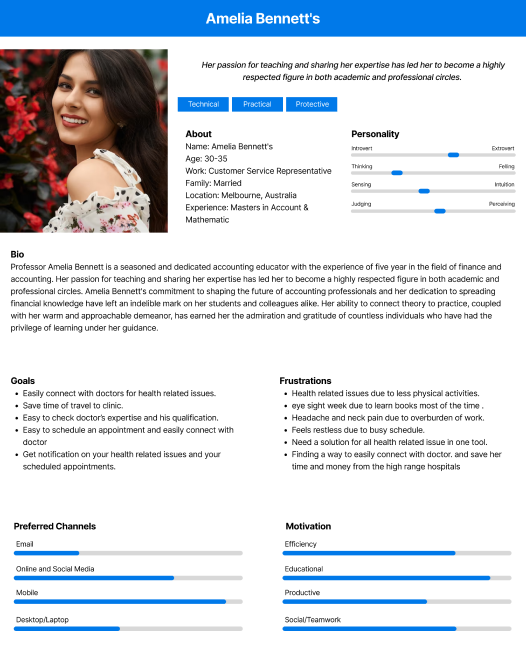 Amelia Bennett's
Her passion for teaching and sharing her expertise has led her to become a highly
respected figure in both academic and professional circles.
Technical
Practical
Protective
About
Name: Amelia Bennett's
Age: 30-35
Work: Customer Service Representative
Family: Married
Location: Melbourne, Australia
Experience: Masters in Account &
Mathematic
Personality
Introvert
Extrovert
Thinking
Felling
Sensing
Intuition
Judging
Perceiving
Bio
Professor Amelia Bennett is a seasoned and dedicated accounting educator with the experience of five year in the field of finance and
accounting. Her passion for teaching and sharing her expertise has led her to become a highly respected figure in both academic and
professional circles. Amelia Bennett's commitment to shaping the future of accounting professionals and her dedication to spreading
financial knowledge have left an indelible mark on her students and colleagues alike. Her ability to connect theory to practice, coupled
with her warm and approachable demeanor, has earned her the admiration and gratitude of countless individuals who have had the
privilege of learning under her guidance.
Goals
Easily connect with doctors for health related issues.
Save time of travel to clinic.
Easy to check doctor's expertise and his qualification.
Easy to schedule an appointment and easily connect with
doctor
Get notification on your health related issues and your
scheduled appointments.
Frustrations
Health related issues due to less physical activities.
eye sight week due to learn books most of the time .
Headache and neck pain due to overburden of work.
Feels restless due to busy schedule.
Need a solution for all health related issue in one tool.
Finding a way to easily connect with doctor. and save her
time and money from the high range hospitals
Preferred Channels
Email
Online and Social Media
Mobile
Desktop/Laptop
Motivation
Efficiency
Educational
Productive
Social/Teamwork